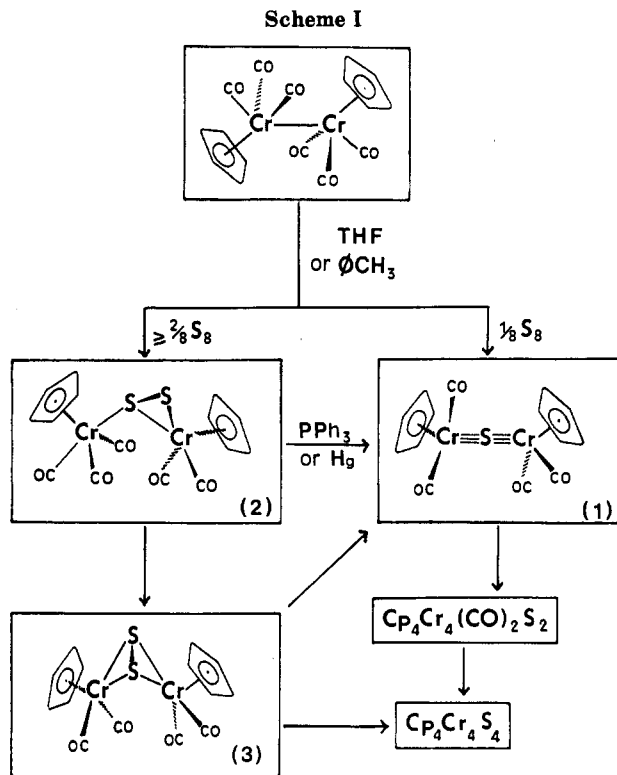 Scheme I
CO
CO CO
Cr Cr
OC CO
CO
THF
or ØCH₃
≥ 2/8 S₈ 1/8 S₈
S S
Cr CO Cr
OC CO OC CO
(2)
PPh₃
or Hg
CO
Cr≡S≡Cr
OC OC CO
(1)
S
S
Cr Cr
OC CO OC CO
(3)
Cp₄Cr₄(CO)₂S₂
Cp₄Cr₄S₄